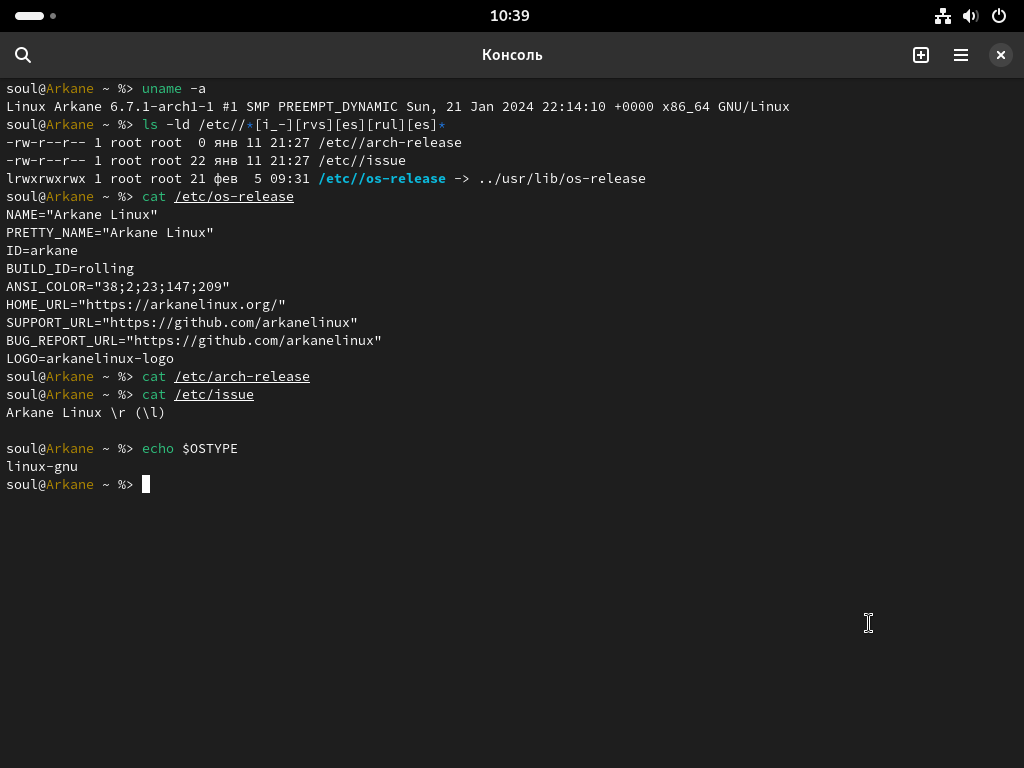 10:39
Консоль
soul@Arkane ~ %> uname -a
Linux Arkane 6.7.1-arch1-1 #1 SMP PREEMPT_DYNAMIC Sun, 21 Jan 2024 22:14:10 +0000 x86_64 GNU/Linux
soul@Arkane ~ %> ls -ld /etc//*[i_-][rvs][es][rul][es]*
-rw-r--r-- 1 root root  0 янв 11 21:27 /etc//arch-release
-rw-r--r-- 1 root root 22 янв 11 21:27 /etc//issue
lrwxrwxrwx 1 root root 21 фев  5 09:31 /etc//os-release -> ../usr/lib/os-release
soul@Arkane ~ %> cat /etc/os-release
NAME="Arkane Linux"
PRETTY_NAME="Arkane Linux"
ID=arkane
BUILD_ID=rolling
ANSI_COLOR="38;2;23;147;209"
HOME_URL="https://arkanelinux.org/"
SUPPORT_URL="https://github.com/arkanelinux"
BUG_REPORT_URL="https://github.com/arkanelinux"
LOGO=arkanelinux-logo
soul@Arkane ~ %> cat /etc/arch-release
soul@Arkane ~ %> cat /etc/issue
Arkane Linux \r (\l)
soul@Arkane ~ %> echo $OSTYPE
linux-gnu
soul@Arkane ~ %>